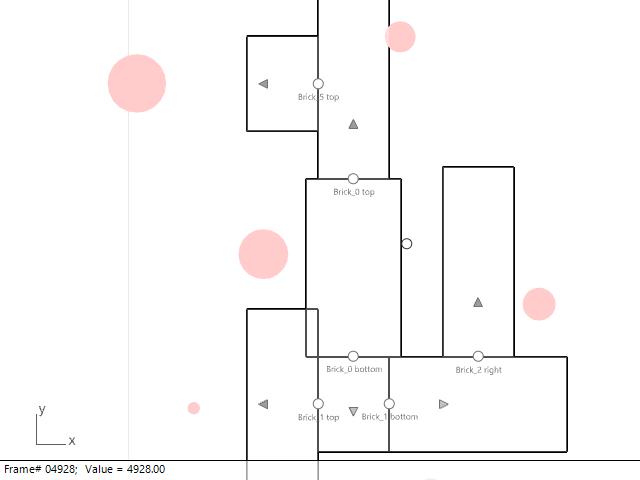 Brick_5 top
Brick_0 top
Brick_0 bottom
Brick_2 right
Brick_1 top
Brick_1 bottom
y
x
Frame# 04928; Value = 4928.00